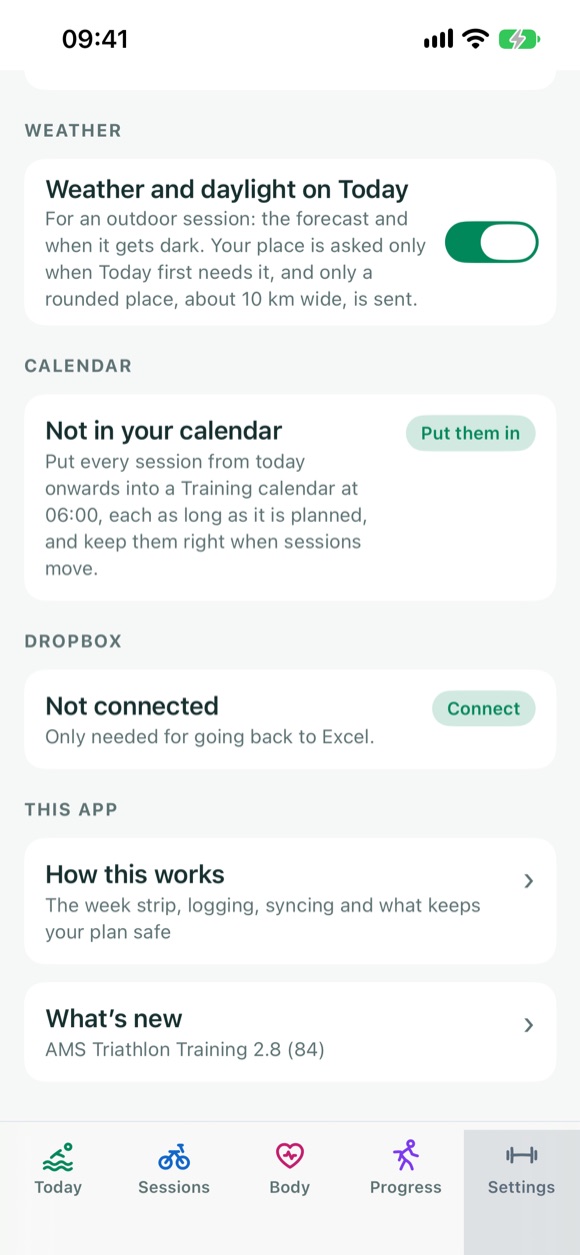 09:41
WEATHER
Weather and daylight on Today
For an outdoor session: the forecast and
when it gets dark. Your place is asked only
when Today first needs it, and only a
rounded place, about 10 km wide, is sent.
CALENDAR
Not in your calendar
Put them in
Put every session from today
onwards into a Training calendar at
06:00, each as long as it is planned,
and keep them right when sessions
move.
DROPBOX
Not connected
Connect
Only needed for going back to Excel.
THIS APP
How this works
The week strip, logging, syncing and what keeps
your plan safe
What’s new
AMS Triathlon Training 2.8 (84)
Today
Sessions
Body
Progress
Settings